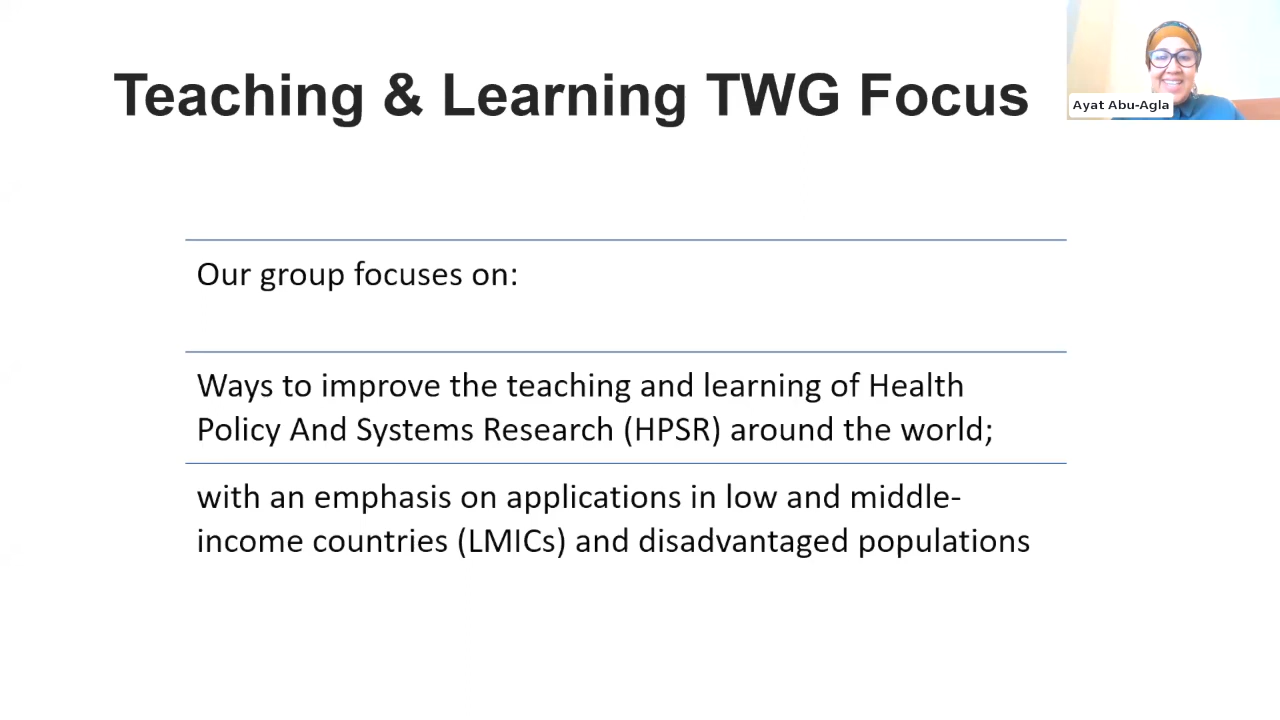 Teaching & Learning TWG Focus
Ayat Abu-Agla
Our group focuses on:
Ways to improve the teaching and learning of Health
Policy And Systems Research (HPSR) around the world;
with an emphasis on applications in low and middle-
income countries (LMICs) and disadvantaged populations